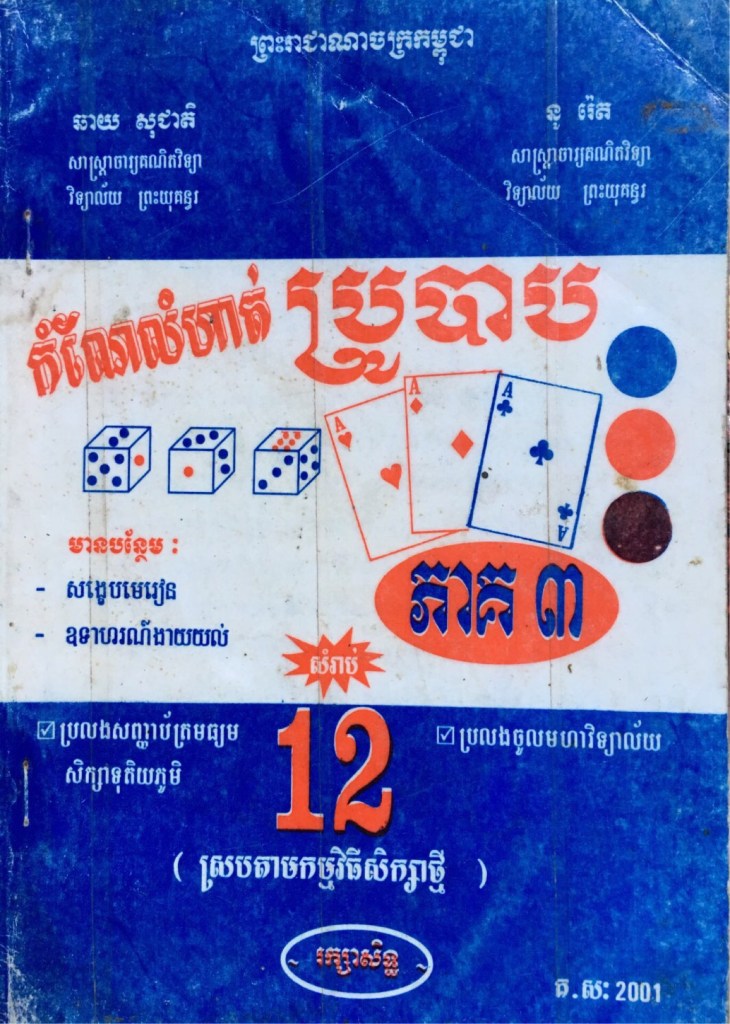 ព្រះរាជាណាចក្រកម្ពុជា
ឆាយ សុជាតិ
សាស្ត្រាចារ្យគណិតវិទ្យា
វិទ្យាល័យ ព្រះយុគន្ធរ
នូ រ៉េត
សាស្ត្រាចារ្យគណិតវិទ្យា
វិទ្យាល័យ ព្រះយុគន្ធរ
កំណែលំហាត់ ប្រូបាប
A A A
A
មានបន្ថែម :
- សង្ខេបមេរៀន
- ឧទាហរណ៍ងាយយល់
ភាគ ៣
សំរាប់
12
☑ ប្រលងសញ្ញាប័ត្រមធ្យម
សិក្សាទុតិយភូមិ
☑ ប្រលងចូលមហាវិទ្យាល័យ
( ស្របតាមកម្មវិធីសិក្សាថ្មី )
~ រក្សាសិទ្ធ ~
គ.សៈ 2001